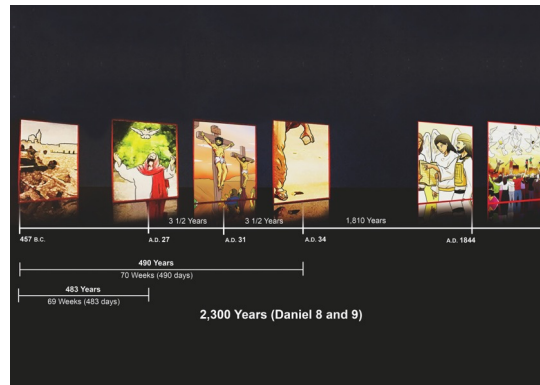 3 1/2 Years 3 1/2 Years 1,810 Years
457 B.C. A.D. 27 A.D. 31 A.D. 34 A.D. 1844
490 Years
70 Weeks (490 days)
483 Years
69 Weeks (483 days)
2,300 Years (Daniel 8 and 9)